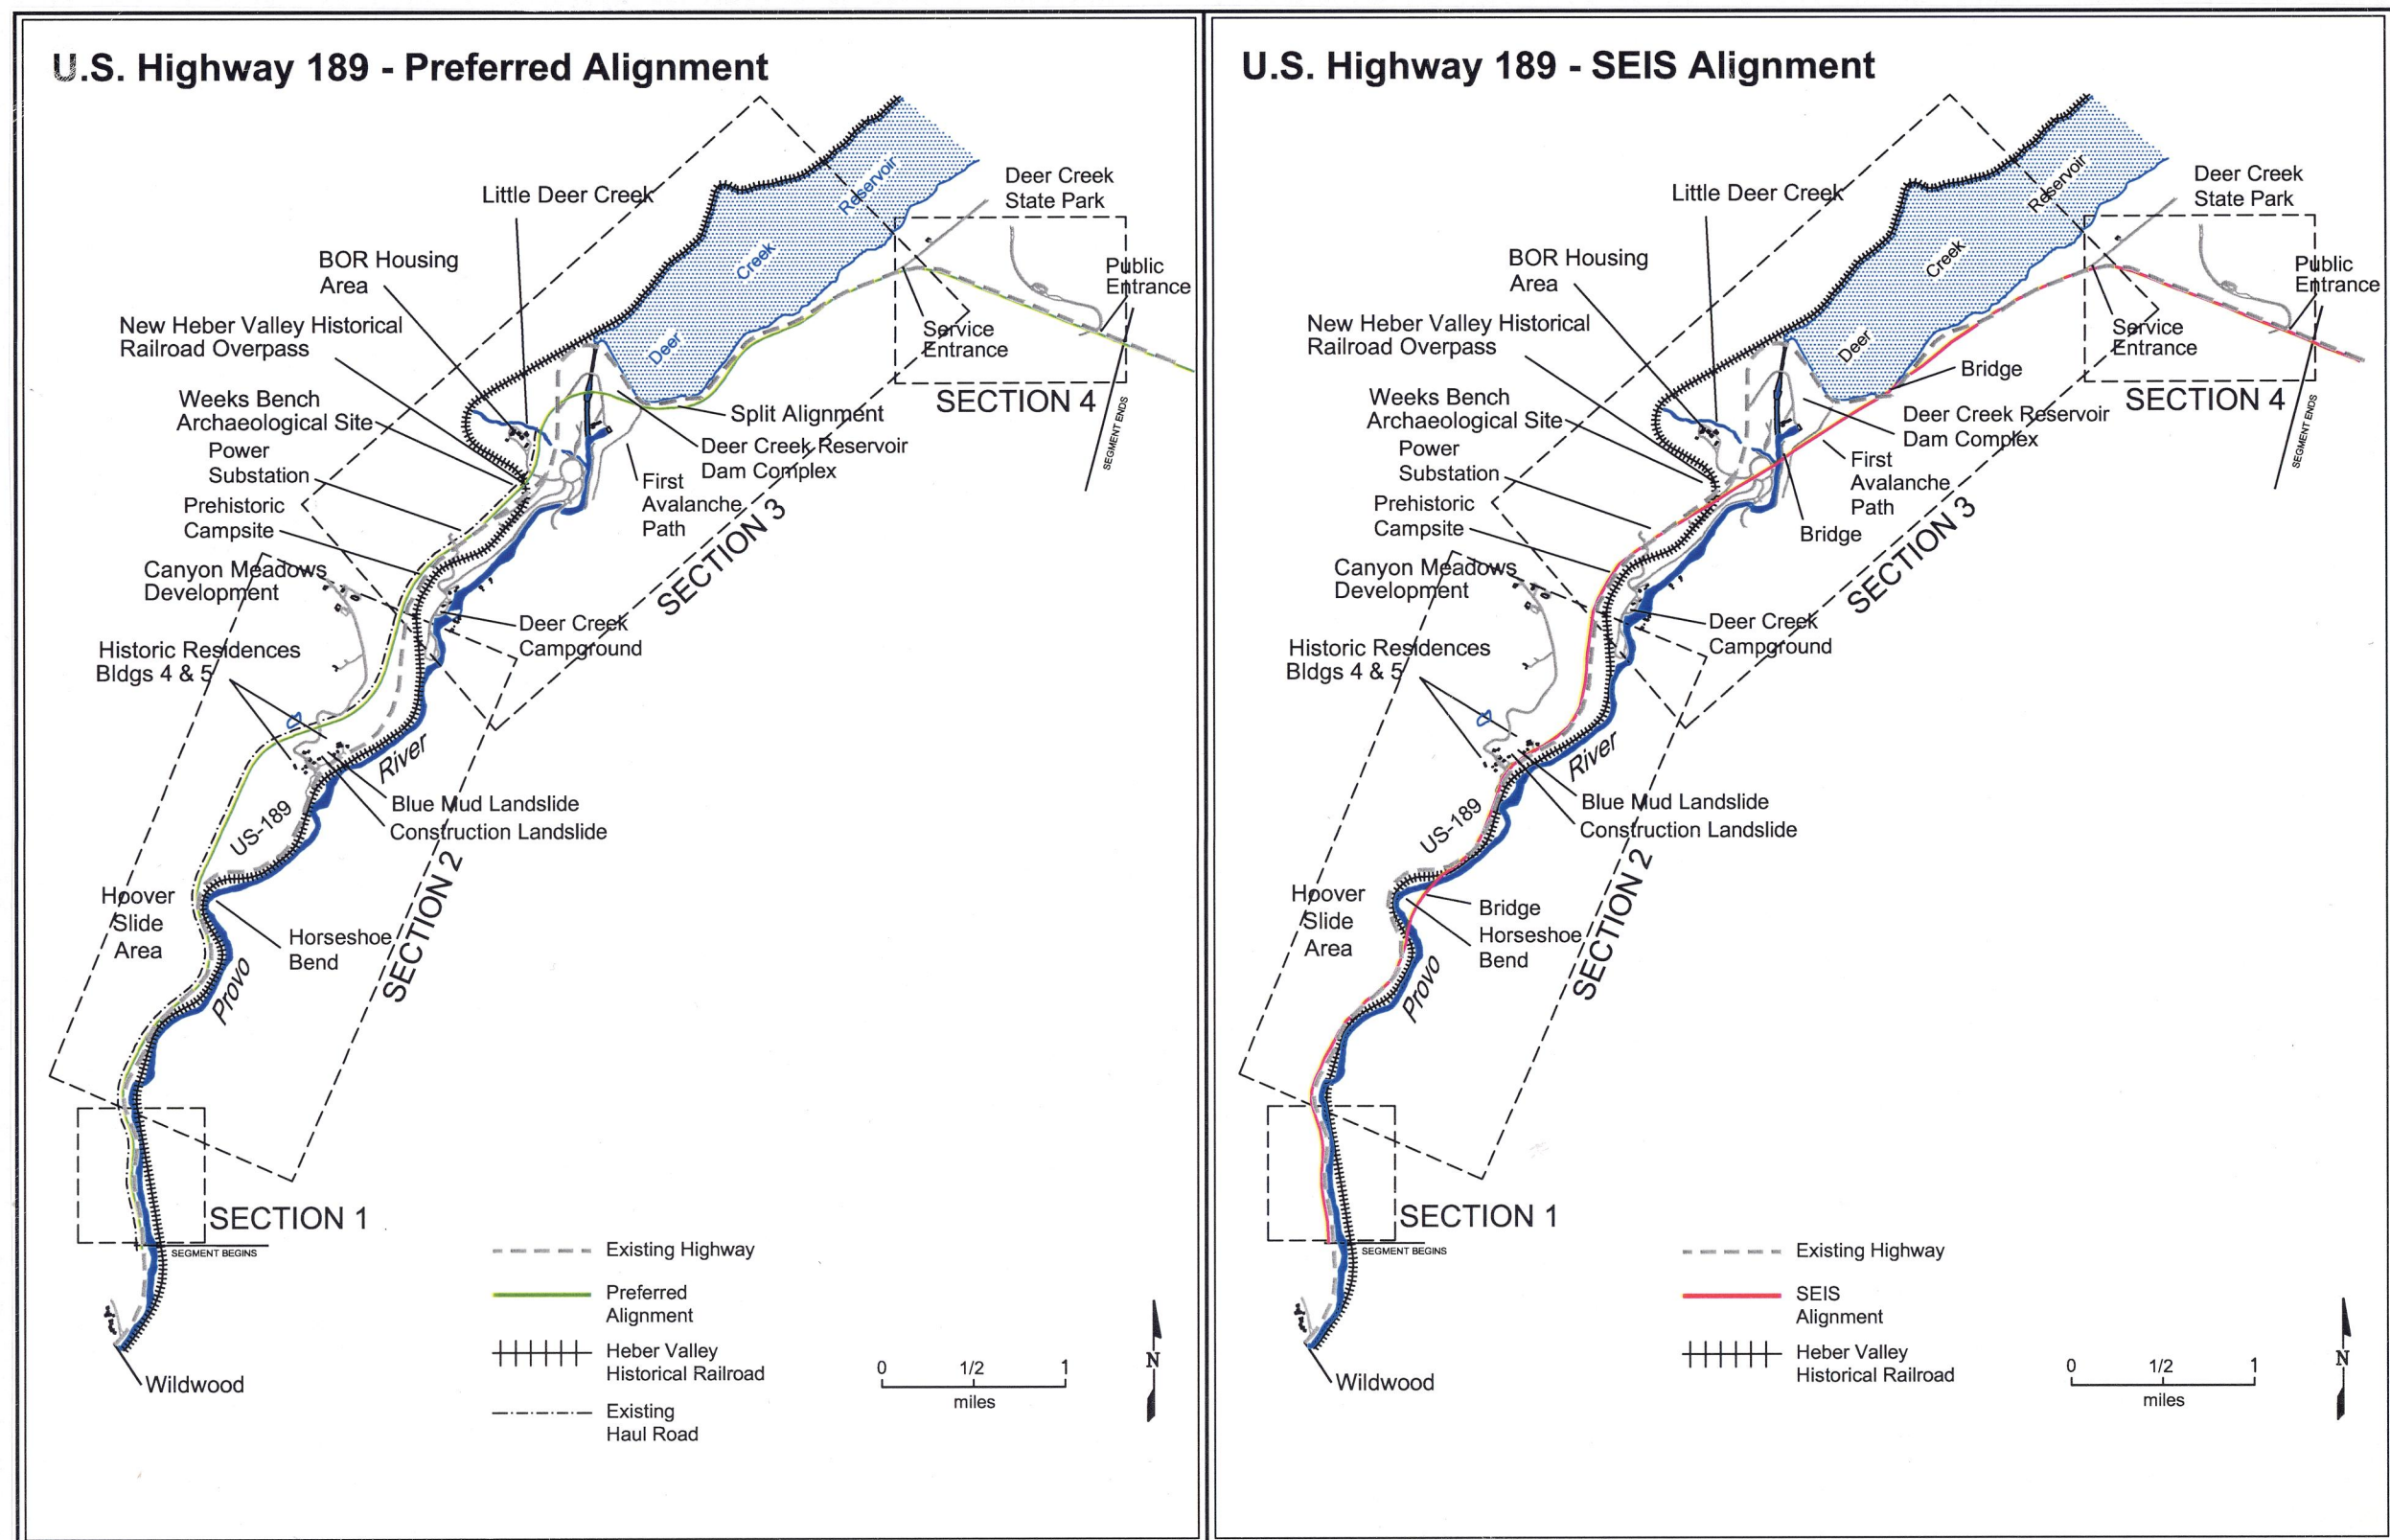 U.S. Highway 189 - Preferred Alignment
Little Deer Creek
BOR Housing
Area
New Heber Valley Historical
Railroad Overpass
Weeks Bench
Archaeological Site
Power
Substation
Prehistoric
Campsite
Canyon Meadows
Development
Historic Residences
Bldgs 4 & 5
Reservoir
Creek
Deer
Deer Creek
State Park
Public
Entrance
Service
Entrance
SECTION 4
SEGMENT ENDS
Split Alignment
Deer Creek Reservoir
Dam Complex
First
Avalanche
Path
SECTION 3
Deer Creek
Campground
River
Blue Mud Landslide
Construction Landslide
US-189
SECTION 2
Hoover
Slide
Area
Horseshoe
Bend
Provo
SECTION 1
SEGMENT BEGINS
Wildwood
Existing Highway
Preferred
Alignment
Heber Valley
Historical Railroad
Existing
Haul Road
0 1/2 1
miles
N
U.S. Highway 189 - SEIS Alignment
Little Deer Creek
BOR Housing
Area
New Heber Valley Historical
Railroad Overpass
Weeks Bench
Archaeological Site
Power
Substation
Prehistoric
Campsite
Canyon Meadows
Development
Historic Residences
Bldgs 4 & 5
Reservoir
Creek
Deer
Deer Creek
State Park
Public
Entrance
Service
Entrance
SECTION 4
SEGMENT ENDS
Bridge
Deer Creek Reservoir
Dam Complex
First
Avalanche
Path
Bridge
SECTION 3
Deer Creek
Campground
River
Blue Mud Landslide
Construction Landslide
US-189
SECTION 2
Hoover
Slide
Area
Bridge
Horseshoe
Bend
Provo
SECTION 1
SEGMENT BEGINS
Wildwood
Existing Highway
SEIS
Alignment
Heber Valley
Historical Railroad
0 1/2 1
miles
N